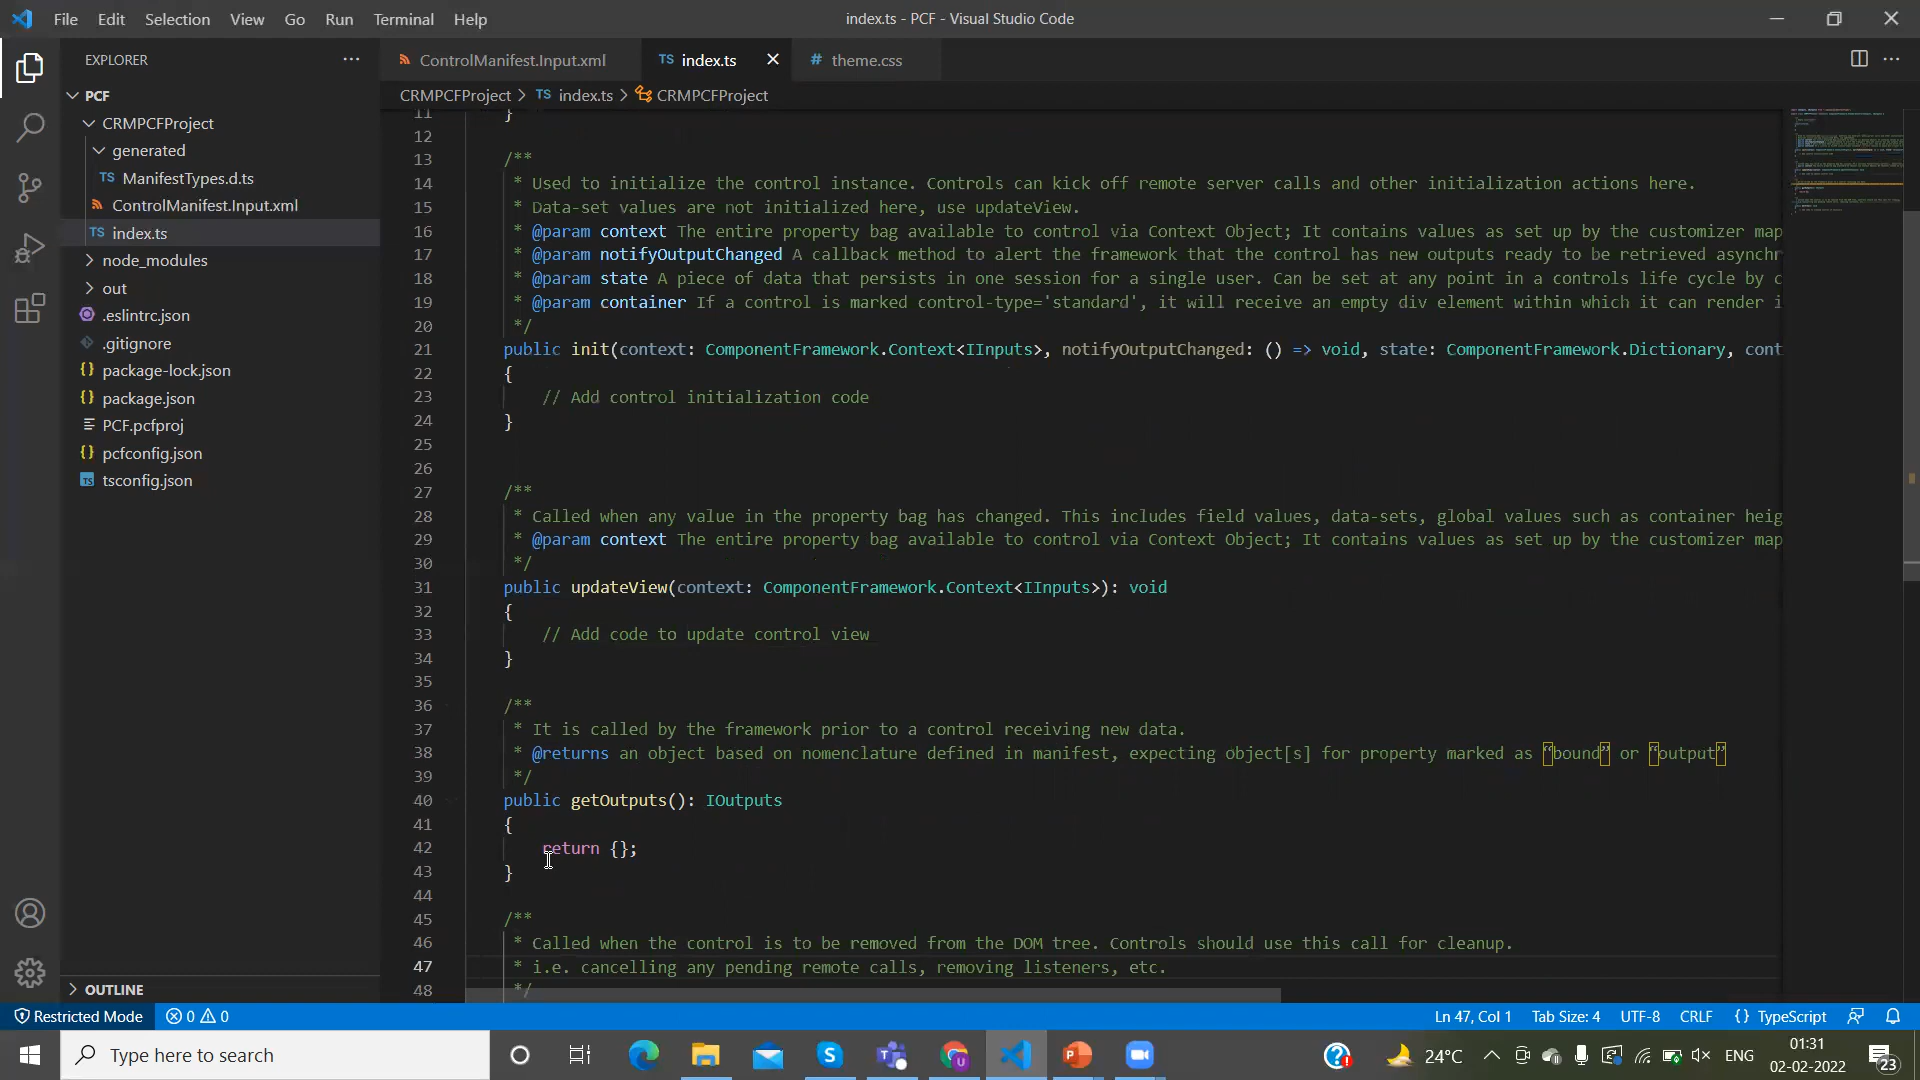 File Edit Selection View Go Run Terminal Help
index.ts - PCF - Visual Studio Code
EXPLORER
PCF
CRMPCFProject
generated
TS ManifestTypes.d.ts
ControlManifest.Input.xml
TS index.ts
node_modules
out
.eslintrc.json
.gitignore
{} package-lock.json
{} package.json
PCF.pcfproj
{} pcfconfig.json
TS tsconfig.json
OUTLINE
ControlManifest.Input.xml
TS index.ts
# theme.css
CRMPCFProject > TS index.ts > CRMPCFProject
11 }
12
13 /**
14 * Used to initialize the control instance. Controls can kick off remote server calls and other initialization actions here.
15 * Data-set values are not initialized here, use updateView.
16 * @param context The entire property bag available to control via Context Object; It contains values as set up by the customizer map
17 * @param notifyOutputChanged A callback method to alert the framework that the control has new outputs ready to be retrieved asynchr
18 * @param state A piece of data that persists in one session for a single user. Can be set at any point in a controls life cycle by c
19 * @param container If a control is marked control-type='standard', it will receive an empty div element within which it can render i
20 */
21 public init(context: ComponentFramework.Context<IInputs>, notifyOutputChanged: () => void, state: ComponentFramework.Dictionary, cont
22 {
23 // Add control initialization code
24 }
25
26
27 /**
28 * Called when any value in the property bag has changed. This includes field values, data-sets, global values such as container heig
29 * @param context The entire property bag available to control via Context Object; It contains values as set up by the customizer map
30 */
31 public updateView(context: ComponentFramework.Context<IInputs>): void
32 {
33 // Add code to update control view
34 }
35
36 /**
37 * It is called by the framework prior to a control receiving new data.
38 * @returns an object based on nomenclature defined in manifest, expecting object[s] for property marked as “bound” or “output”
39 */
40 public getOutputs(): IOutputs
41 {
42 return {};
43 }
44
45 /**
46 * Called when the control is to be removed from the DOM tree. Controls should use this call for cleanup.
47 * i.e. cancelling any pending remote calls, removing listeners, etc.
48 */
Restricted Mode 0 0
Ln 47, Col 1 Tab Size: 4 UTF-8 CRLF {} TypeScript
Type here to search
24°C
ENG
01:31
02-02-2022
23